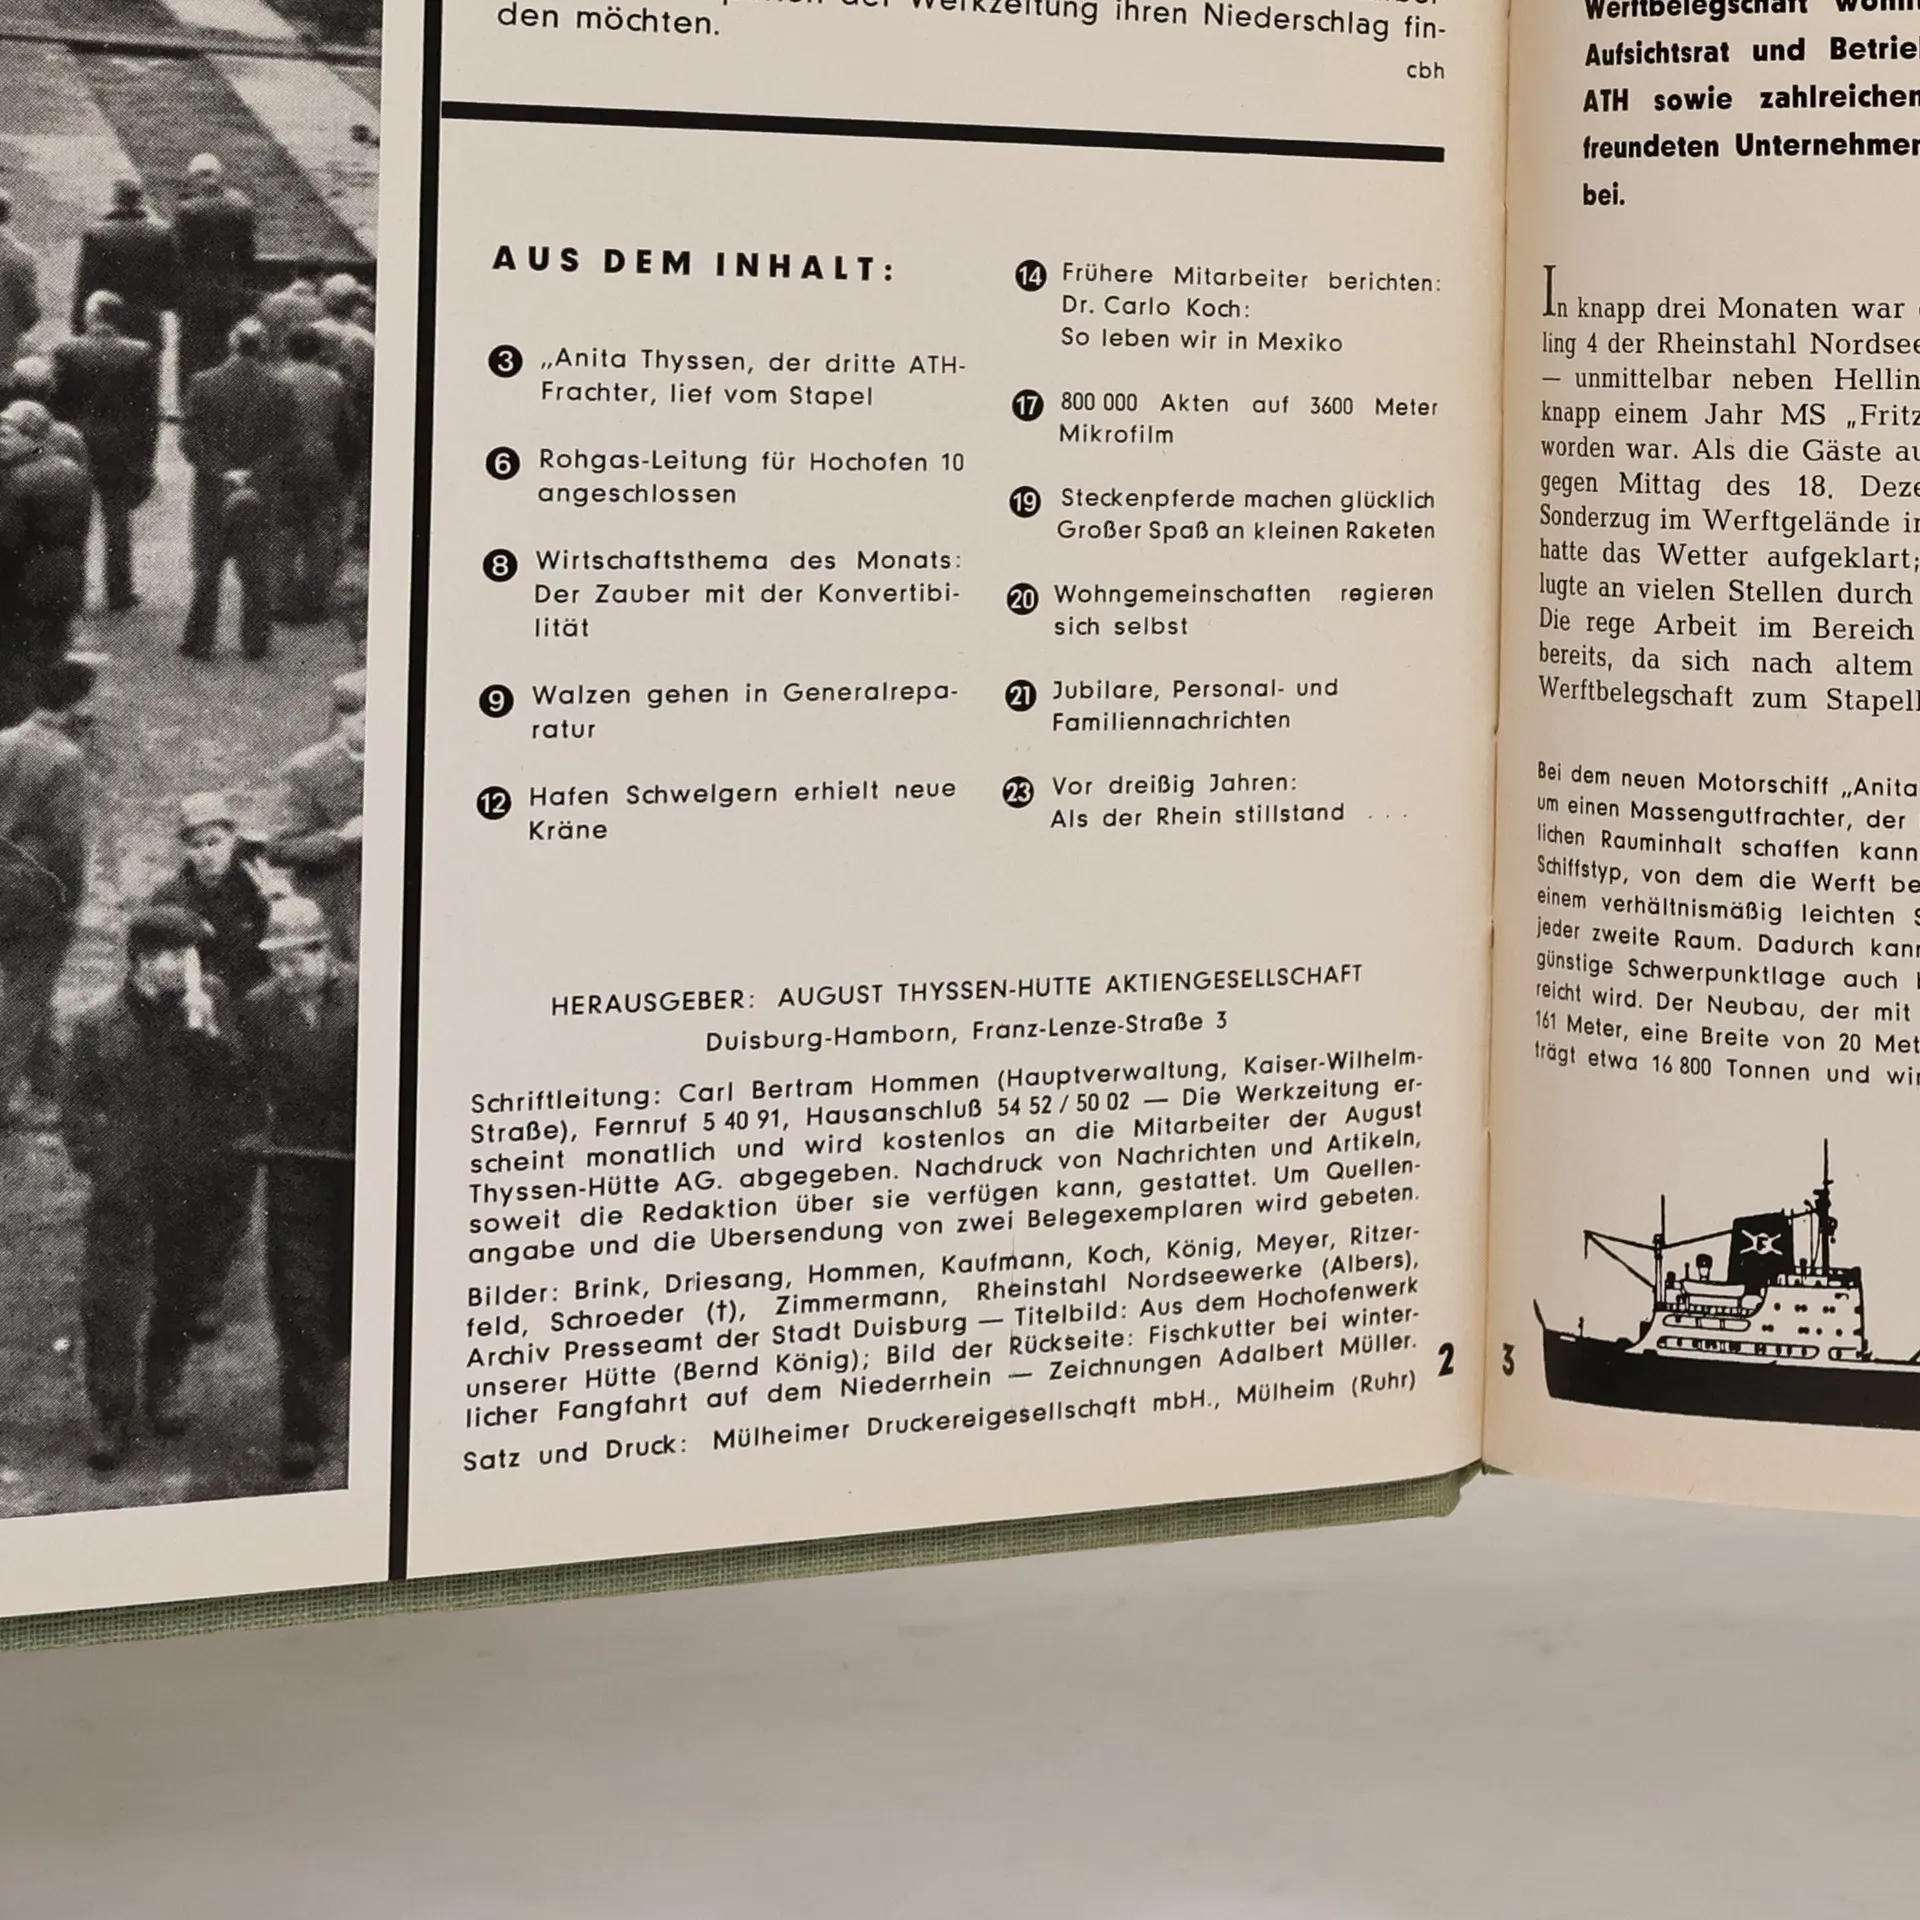 der Werkzeitung ihren Niederschlag fin-
den möchten.
cbh
AUS DEM INHALT:
3 „Anita Thyssen, der dritte ATH-
Frachter, lief vom Stapel
6 Rohgas-Leitung für Hochofen 10
angeschlossen
8 Wirtschaftsthema des Monats:
Der Zauber mit der Konvertibi-
lität
9 Walzen gehen in Generalrepa-
ratur
12 Hafen Schwelgern erhielt neue
Kräne
14 Frühere Mitarbeiter berichten:
Dr. Carlo Koch:
So leben wir in Mexiko
17 800 000 Akten auf 3600 Meter
Mikrofilm
19 Steckenpferde machen glücklich
Großer Spaß an kleinen Raketen
20 Wohngemeinschaften regieren
sich selbst
21 Jubilare, Personal- und
Familiennachrichten
23 Vor dreißig Jahren:
Als der Rhein stillstand . . .
HERAUSGEBER: AUGUST THYSSEN-HUTTE AKTIENGESELLSCHAFT
Duisburg-Hamborn, Franz-Lenze-Straße 3
Schriftleitung: Carl Bertram Hommen (Hauptverwaltung, Kaiser-Wilhelm-
Straße), Fernruf 5 40 91, Hausanschluß 54 52 / 50 02 — Die Werkzeitung er-
scheint monatlich und wird kostenlos an die Mitarbeiter der August
Thyssen-Hütte AG. abgegeben. Nachdruck von Nachrichten und Artikeln,
soweit die Redaktion über sie verfügen kann, gestattet. Um Quellen-
angabe und die Ubersendung von zwei Belegexemplaren wird gebeten.
Bilder: Brink, Driesang, Hommen, Kaufmann, Koch, König, Meyer, Ritzer-
feld, Schroeder (†), Zimmermann, Rheinstahl Nordseewerke (Albers),
Archiv Presseamt der Stadt Duisburg — Titelbild: Aus dem Hochofenwerk
unserer Hütte (Bernd König); Bild der Rückseite: Fischkutter bei winter-
licher Fangfahrt auf dem Niederrhein — Zeichnungen Adalbert Müller.
Satz und Druck: Mülheimer Druckereigesellschaft mbH., Mülheim (Ruhr)
2
Werftbelegschaft
Aufsichtsrat und
ATH sowie zahlreichen
freundeten Unternehmen
bei.
In knapp drei Monaten war
ling 4 der Rheinstahl
— unmittelbar neben
knapp einem Jahr MS
worden war. Als die Gäste
gegen Mittag des 18.
Sonderzug im Werftgelände
hatte das Wetter aufgeklart;
lugte an vielen Stellen durch
Die rege Arbeit im Bereich
bereits, da sich nach altem
Werftbelegschaft zum
Bei dem neuen Motorschiff „Anita
um einen Massengutfrachter, der
lichen Rauminhalt schaffen kann
Schiffstyp, von dem die Werft
einem verhältnismäßig leichten
jeder zweite Raum. Dadurch
günstige Schwerpunktlage auch
reicht wird. Der Neubau, der mit
161 Meter, eine Breite von 20
trägt etwa 16 800 Tonnen und
3